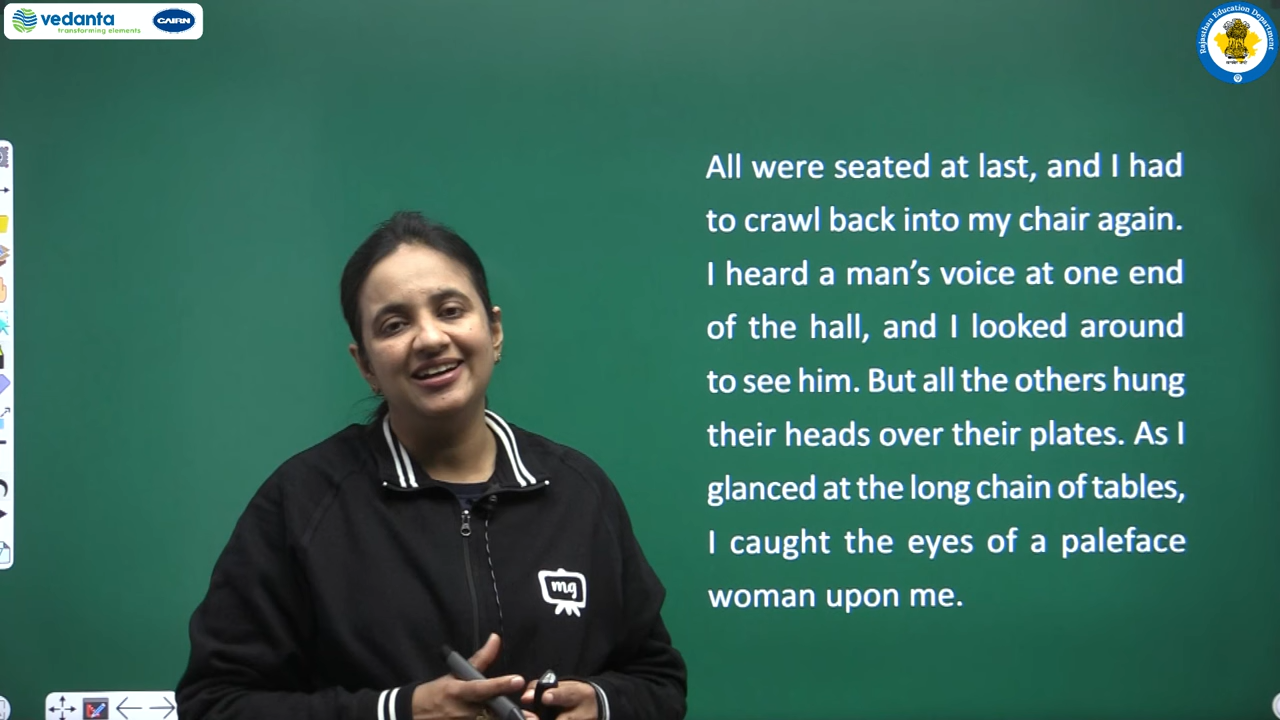 vedanta
transforming elements
CAIRN
Rajasthan Education Department
All were seated at last, and I had
to crawl back into my chair again.
I heard a man’s voice at one end
of the hall, and I looked around
to see him. But all the others hung
their heads over their plates. As I
glanced at the long chain of tables,
I caught the eyes of a paleface
woman upon me.
mg